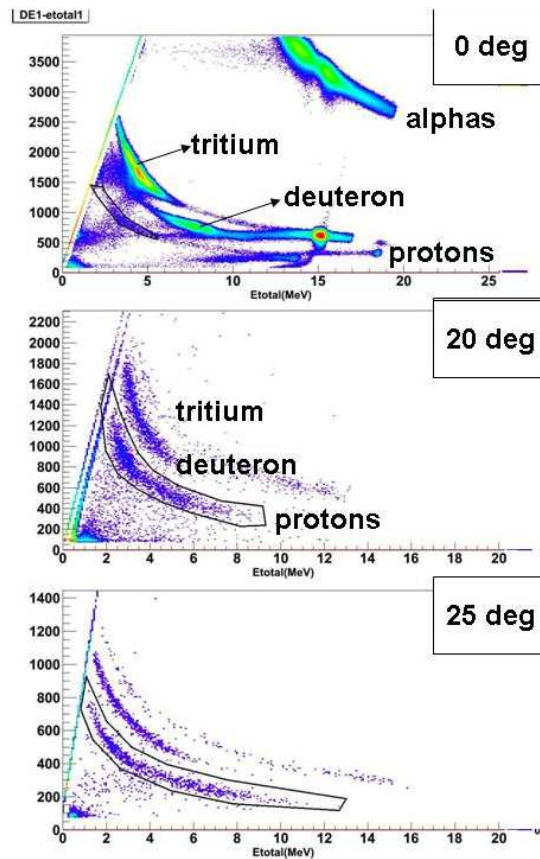 DE1-etotal1
0 deg
3500
3000
2500
2000
1500
1000
500
0
alphas
tritium
deuteron
protons
0 5 10 15 20 25
Etotal(MeV)
20 deg
2200
2000
1800
1600
1400
1200
1000
800
600
400
200
0
tritium
deuteron
protons
0 2 4 6 8 10 12 14 16 18 20
Etotal(MeV)
25 deg
1400
1200
1000
800
600
400
200
0
0 2 4 6 8 10 12 14 16 18 20
Etotal(MeV)